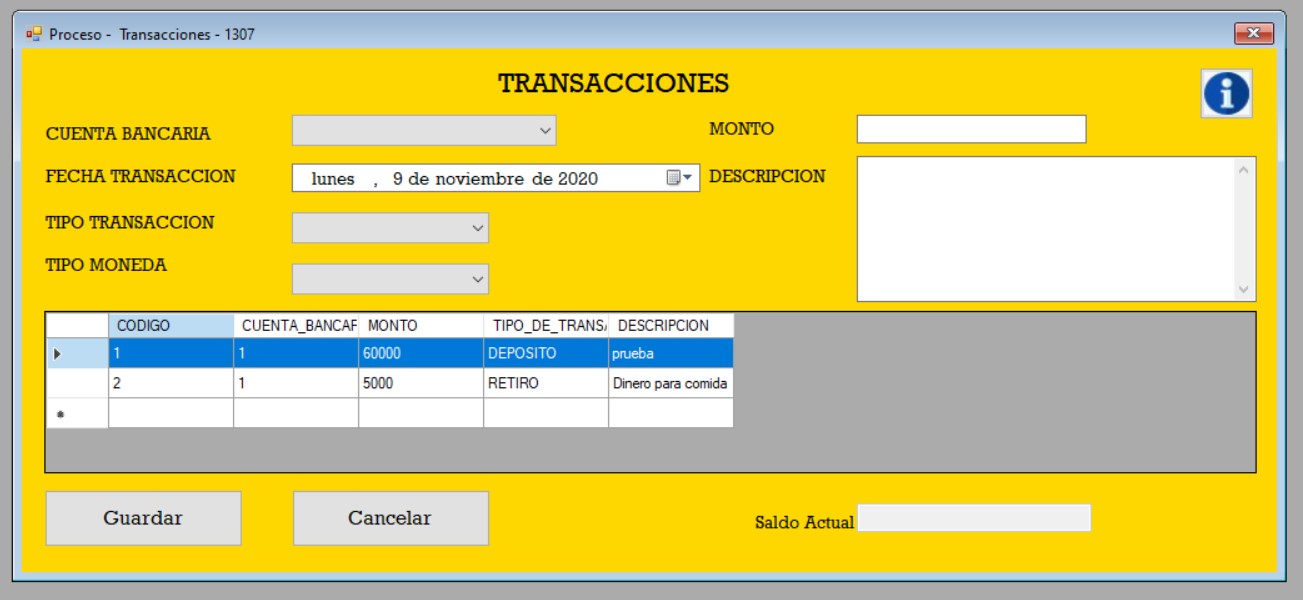 Proceso - Transacciones - 1307
TRANSACCIONES
CUENTA BANCARIA
MONTO
FECHA TRANSACCION
lunes , 9 de noviembre de 2020
DESCRIPCION
TIPO TRANSACCION
TIPO MONEDA
CODIGO CUENTA_BANCAR MONTO TIPO_DE_TRANSA DESCRIPCION
1 1 60000 DEPOSITO prueba
2 1 5000 RETIRO Dinero para comida
Guardar
Cancelar
Saldo Actual